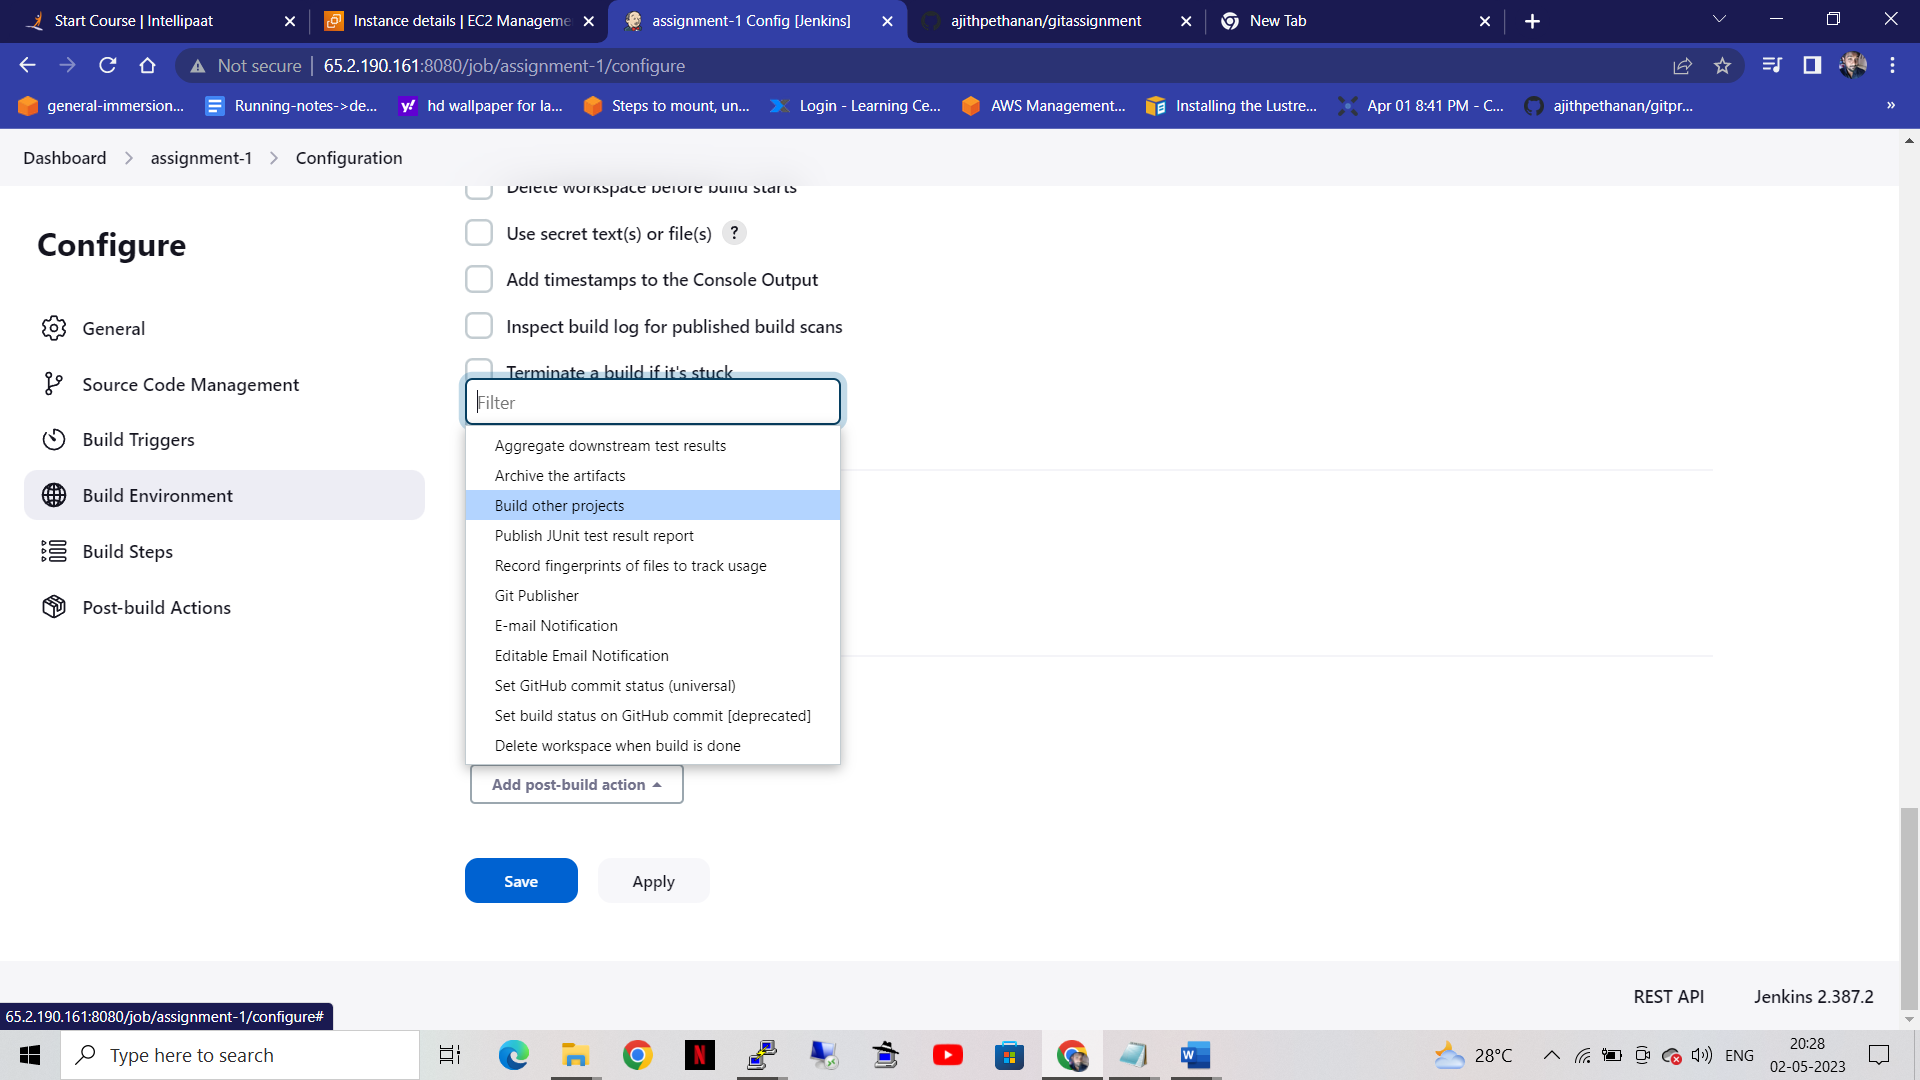 Start Course | Intellipaat
Instance details | EC2 Manageme
assignment-1 Config [Jenkins]
ajithpethanan/gitassignment
New Tab
Not secure | 65.2.190.161:8080/job/assignment-1/configure
general-immersion...
Running-notes->de...
hd wallpaper for la...
Steps to mount, un...
Login - Learning Ce...
AWS Management...
Installing the Lustre...
Apr 01 8:41 PM - C...
ajithpethanan/gitpr...
»
Dashboard > assignment-1 > Configuration
Configure
General
Source Code Management
Build Triggers
Build Environment
Build Steps
Post-build Actions
Delete workspace before build starts
Use secret text(s) or file(s) ?
Add timestamps to the Console Output
Inspect build log for published build scans
Terminate a build if it's stuck
Filter
Aggregate downstream test results
Archive the artifacts
Build other projects
Publish JUnit test result report
Record fingerprints of files to track usage
Git Publisher
E-mail Notification
Editable Email Notification
Set GitHub commit status (universal)
Set build status on GitHub commit [deprecated]
Delete workspace when build is done
Add post-build action
Save
Apply
REST API
Jenkins 2.387.2
65.2.190.161:8080/job/assignment-1/configure#
Type here to search
28°C
ENG
20:28
02-05-2023